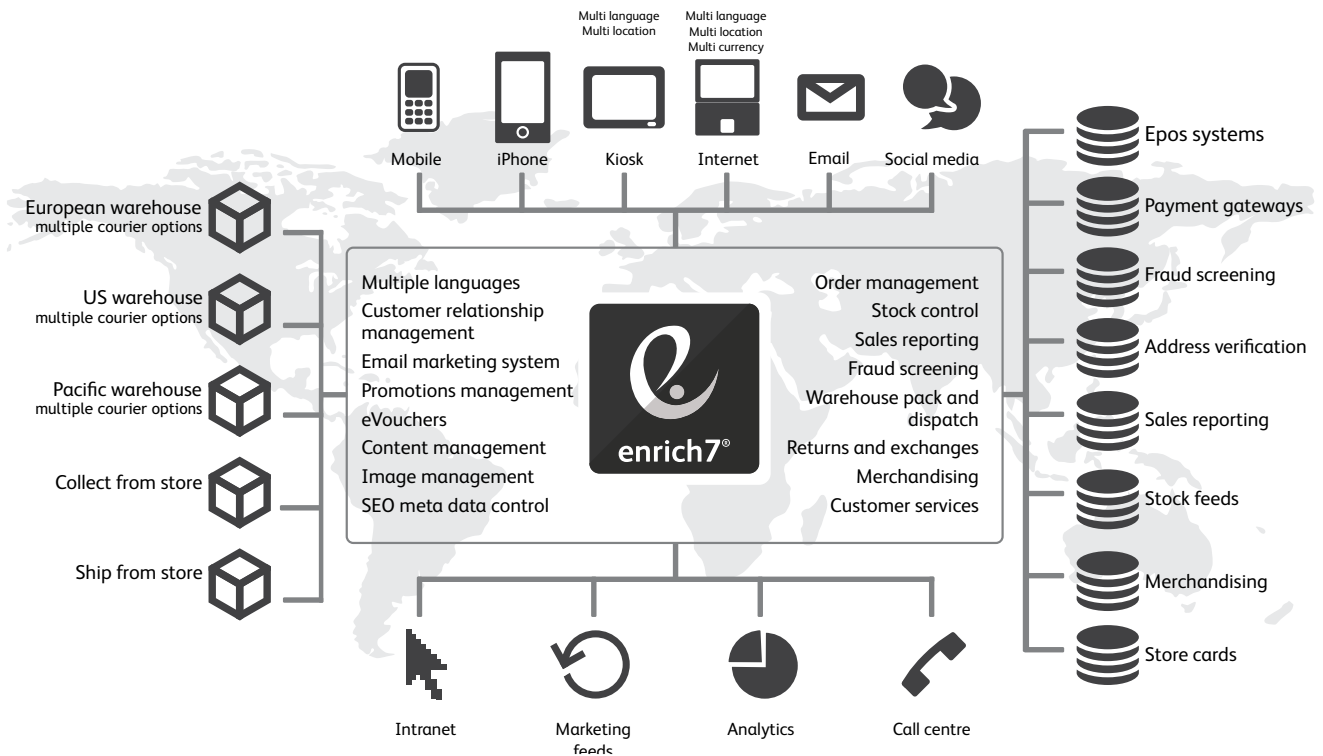 Multi language
Multi location
Multi language
Multi location
Multi currency
Mobile
iPhone
Kiosk
Internet
Email
Social media
European warehouse
multiple courier options
US warehouse
multiple courier options
Pacific warehouse
multiple courier options
Collect from store
Ship from store
Multiple languages
Customer relationship
management
Email marketing system
Promotions management
eVouchers
Content management
Image management
SEO meta data control
enrich7®
Order management
Stock control
Sales reporting
Fraud screening
Warehouse pack and
dispatch
Returns and exchanges
Merchandising
Customer services
Epos systems
Payment gateways
Fraud screening
Address verification
Sales reporting
Stock feeds
Merchandising
Store cards
Intranet
Marketing
feeds
Analytics
Call centre